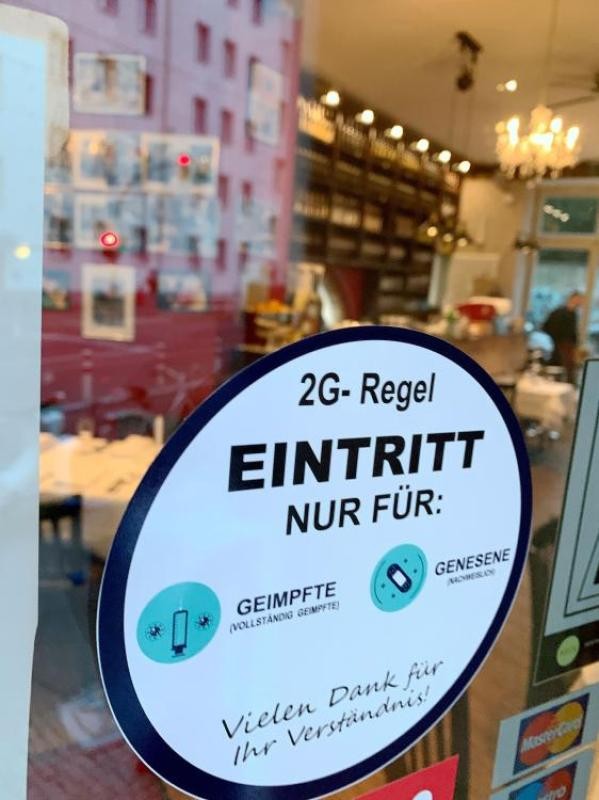 2G- Regel
EINTRITT
NUR FÜR:
GEIMPFTE
(VOLLSTÄNDIG GEIMPFTE)
GENESENE
(NACHWEISLICH)
Vielen Dank für
Ihr Verständnis!
MasterCard